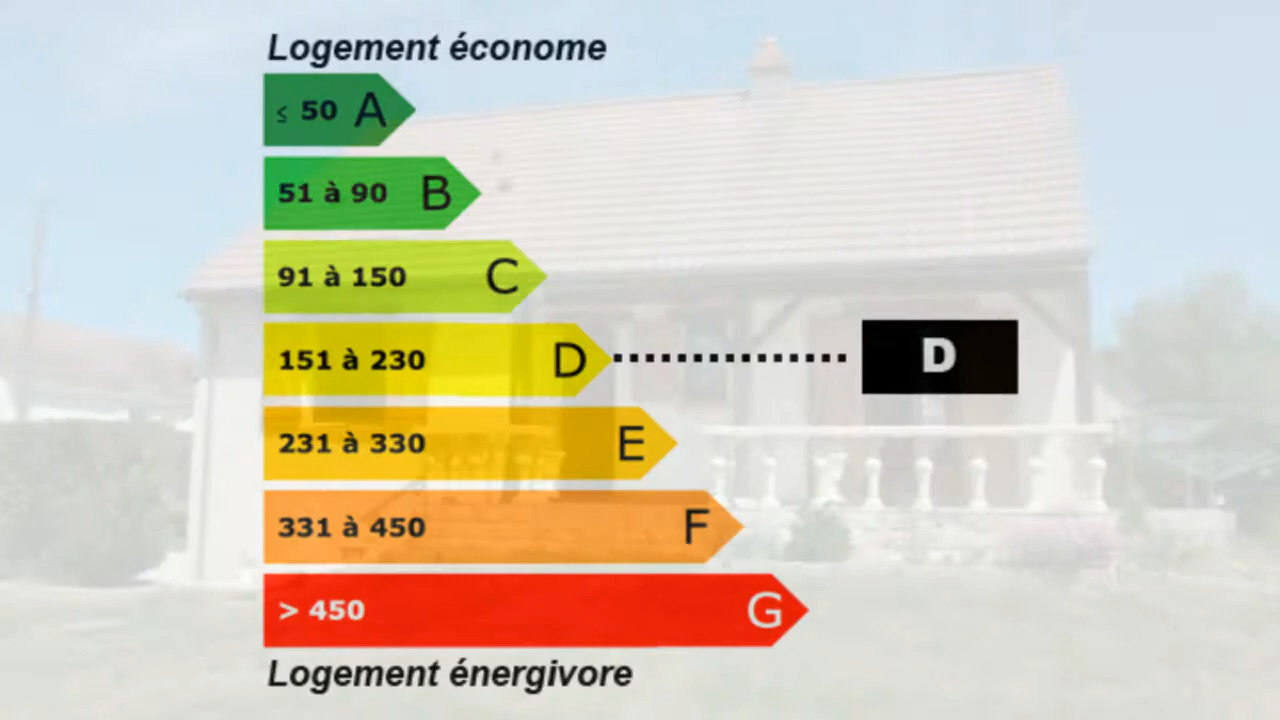 Logement économe
≤ 50 A
51 à 90 B
91 à 150 C
151 à 230 D
D
231 à 330 E
331 à 450 F
> 450 G
Logement énergivore